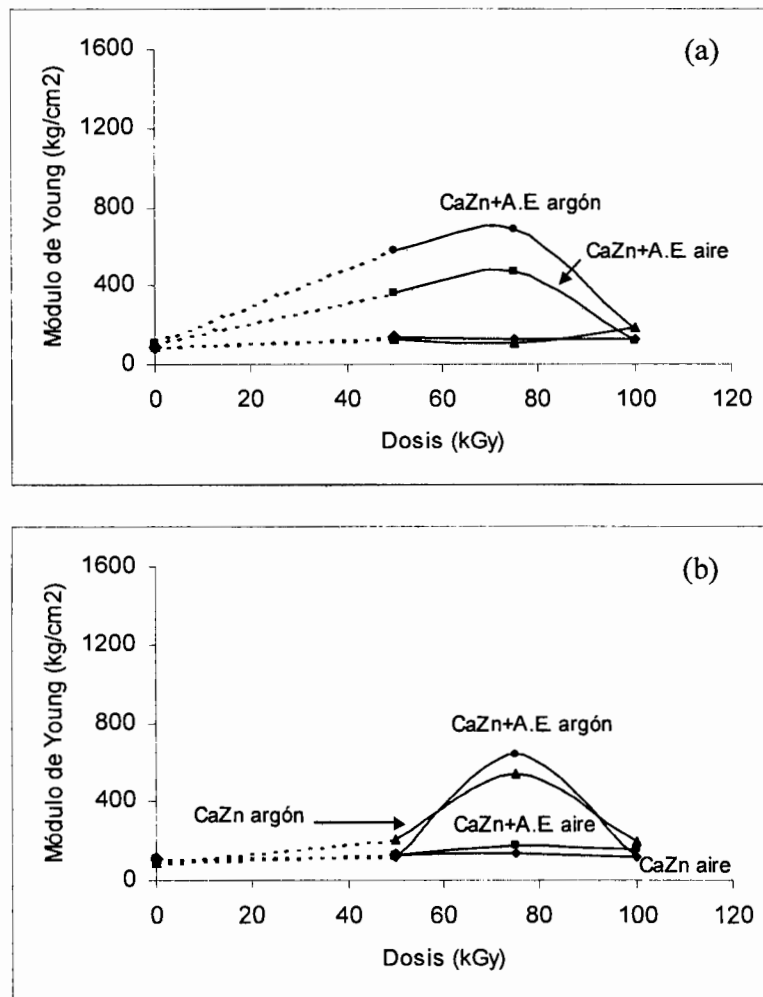 (a)
1600
1200
800
400
0
Módulo de Young (kg/cm2)
CaZn+A.E. argón
CaZn+A.E. aire
0 20 40 60 80 100 120
Dosis (kGy)
(b)
1600
1200
800
400
0
Módulo de Young (kg/cm2)
CaZn+A.E. argón
CaZn argón
CaZn+A.E. aire
CaZn aire
0 20 40 60 80 100 120
Dosis (kGy)